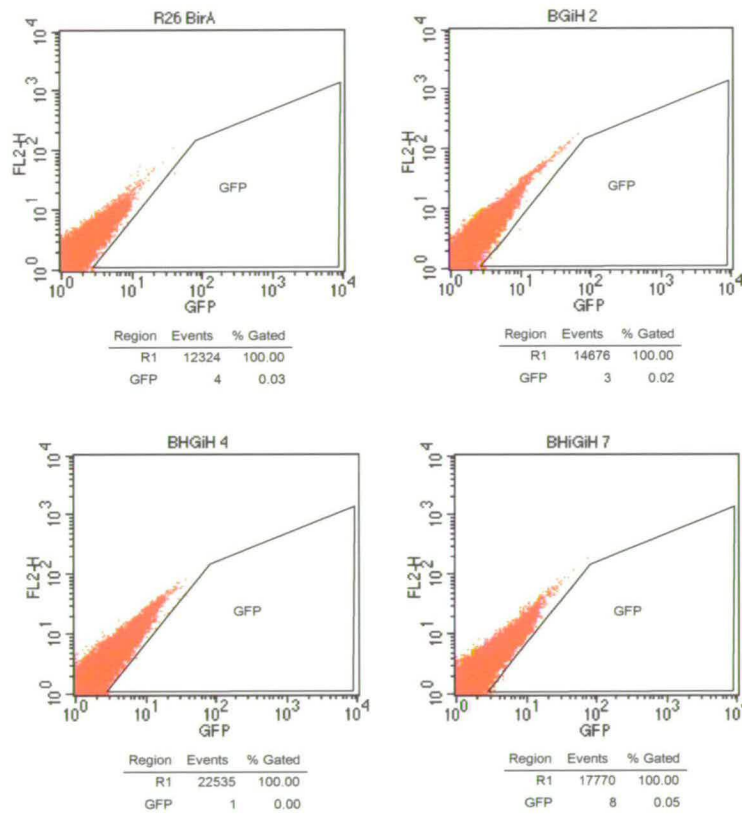 R26 BirA
10^4
10^3
10^2
10^1
10^0
FL2-H
GFP
10^0 10^1 10^2 10^3 10^4
GFP
Region Events % Gated
R1 12324 100.00
GFP 4 0.03
BGiH 2
10^4
10^3
10^2
10^1
10^0
FL2-H
GFP
10^0 10^1 10^2 10^3 10^4
GFP
Region Events % Gated
R1 14676 100.00
GFP 3 0.02
BHGiH 4
10^4
10^3
10^2
10^1
10^0
FL2-H
GFP
10^0 10^1 10^2 10^3 10^4
GFP
Region Events % Gated
R1 22535 100.00
GFP 1 0.00
BHiGiH 7
10^4
10^3
10^2
10^1
10^0
FL2-H
GFP
10^0 10^1 10^2 10^3 10^4
GFP
Region Events % Gated
R1 17770 100.00
GFP 8 0.05